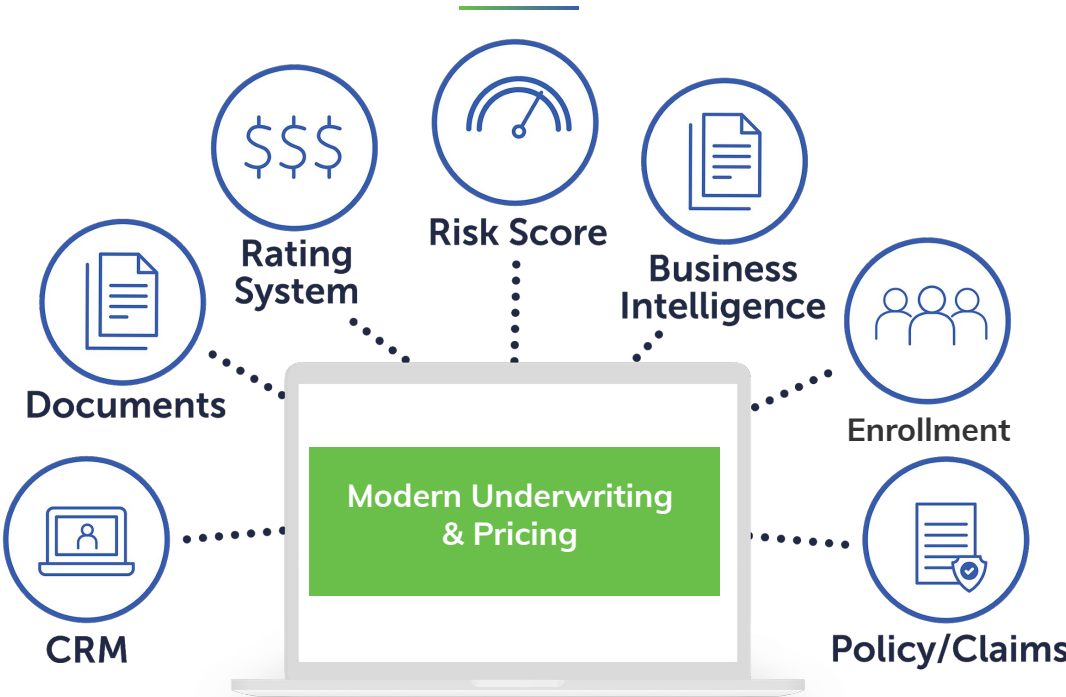 Risk Score
Rating
System
Business
Intelligence
Documents
Enrollment
Modern Underwriting
& Pricing
CRM
Policy/Claims
$$$